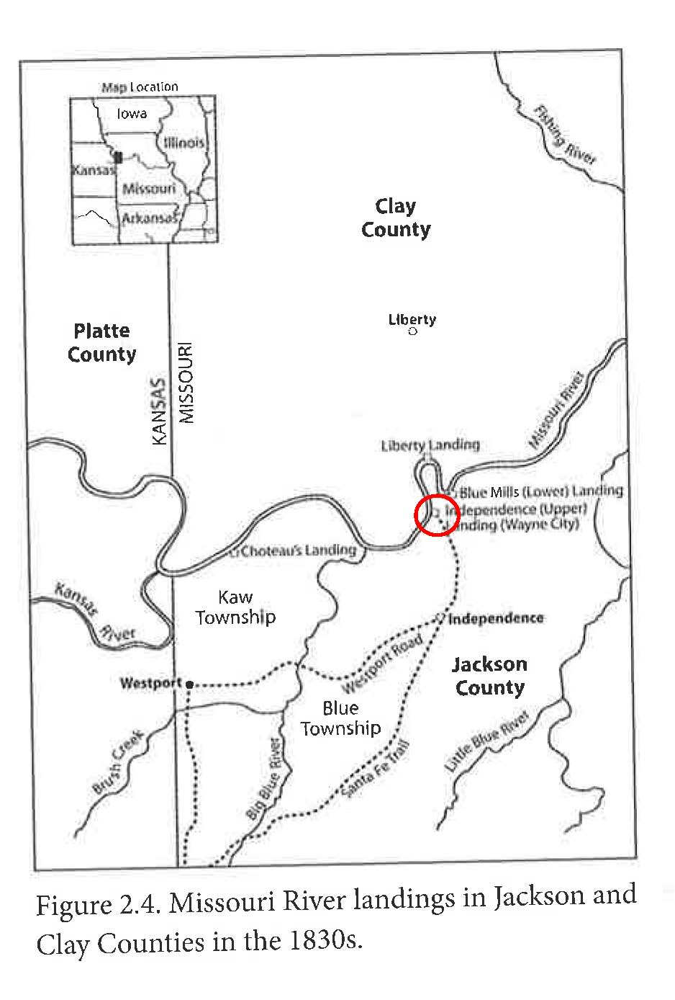 Map Location
Iowa
Illinois
Kansas
Missouri
Arkansas
Fishing River
Clay
County
Liberty
Platte
County
KANSAS
MISSOURI
Missouri River
Liberty Landing
Blue Mills (Lower) Landing
Independence (Upper)
Landing (Wayne City)
Choteau's Landing
Kansas
River
Kaw
Township
Independence
Westport Road
Westport
Jackson
County
Blue
Township
Little Blue River
Brush Creek
Big Blue River
Santa Fe Trail
Figure 2.4. Missouri River landings in Jackson and
Clay Counties in the 1830s.